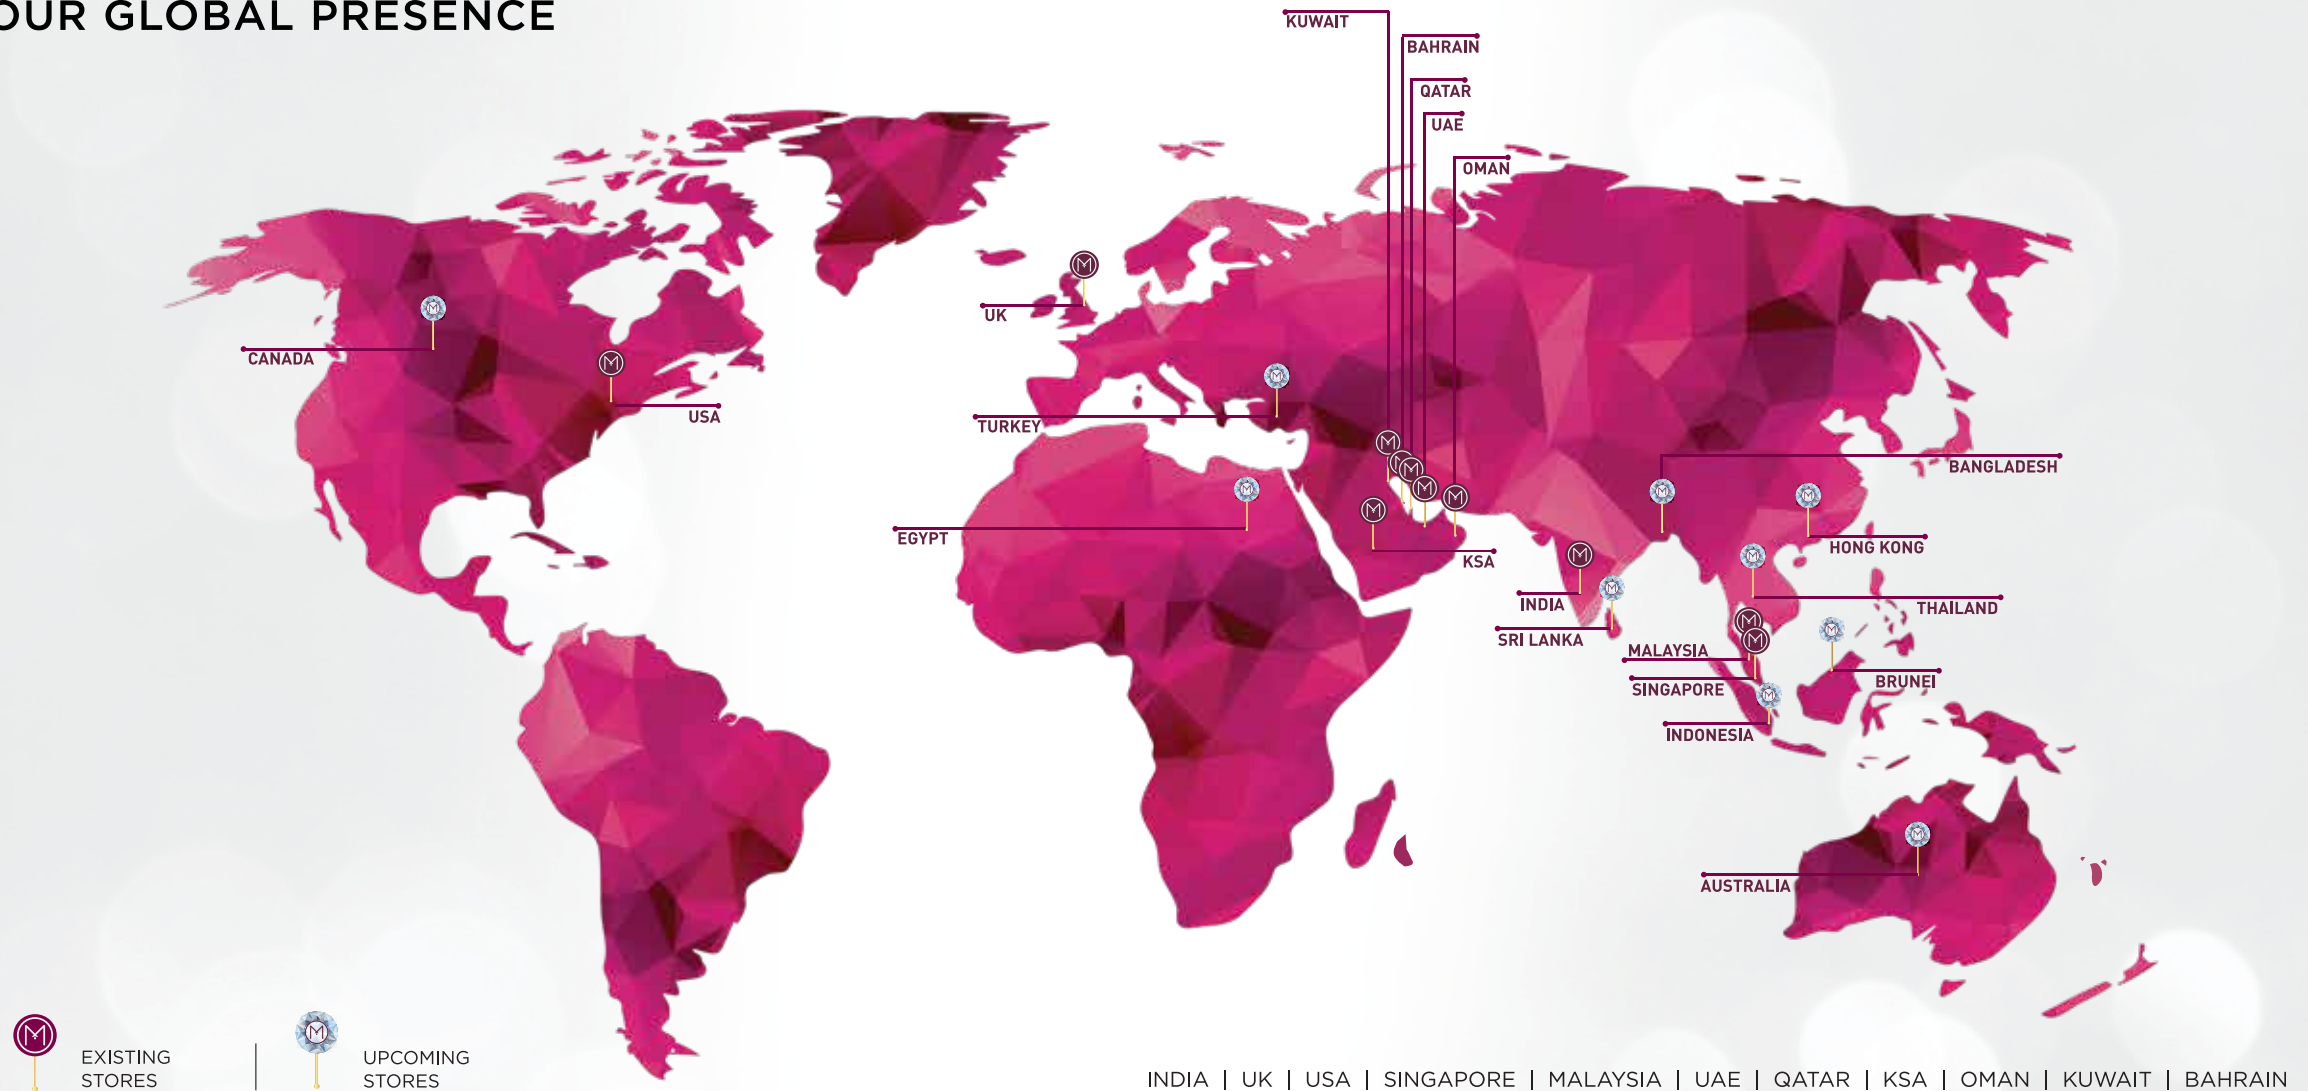 OUR GLOBAL PRESENCE
KUWAIT
BAHRAIN
QATAR
UAE
OMAN
UK
CANADA
USA
TURKEY
BANGLADESH
EGYPT
HONG KONG
KSA
INDIA
THAILAND
SRI LANKA
MALAYSIA
BRUNEI
SINGAPORE
INDONESIA
AUSTRALIA
EXISTING
STORES
UPCOMING
STORES
INDIA | UK | USA | SINGAPORE | MALAYSIA | UAE | QATAR | KSA | OMAN | KUWAIT | BAHRAIN